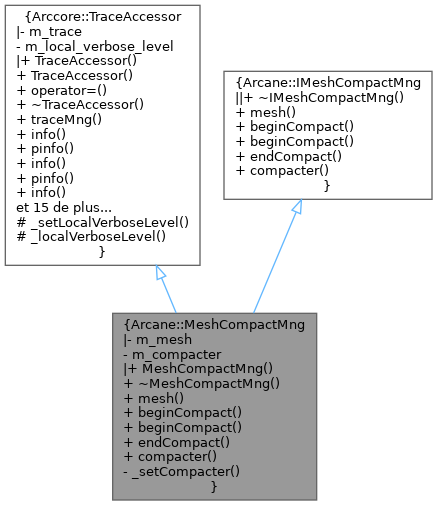 {Arccore::TraceAccessor
|- m_trace
- m_local_verbose_level
|+ TraceAccessor()
+ TraceAccessor()
+ operator=()
+ ~TraceAccessor()
+ traceMng()
+ info()
+ pinfo()
+ info()
+ pinfo()
+ info()
et 15 de plus...
# _setLocalVerboseLevel()
# _localVerboseLevel()
}
{Arcane::IMeshCompactMng
||+ ~IMeshCompactMng()
+ mesh()
+ beginCompact()
+ beginCompact()
+ endCompact()
+ compacter()
}
{Arcane::MeshCompactMng
|- m_mesh
- m_compacter
|+ MeshCompactMng()
+ ~MeshCompactMng()
+ mesh()
+ beginCompact()
+ beginCompact()
+ endCompact()
+ compacter()
- _setCompacter()
}